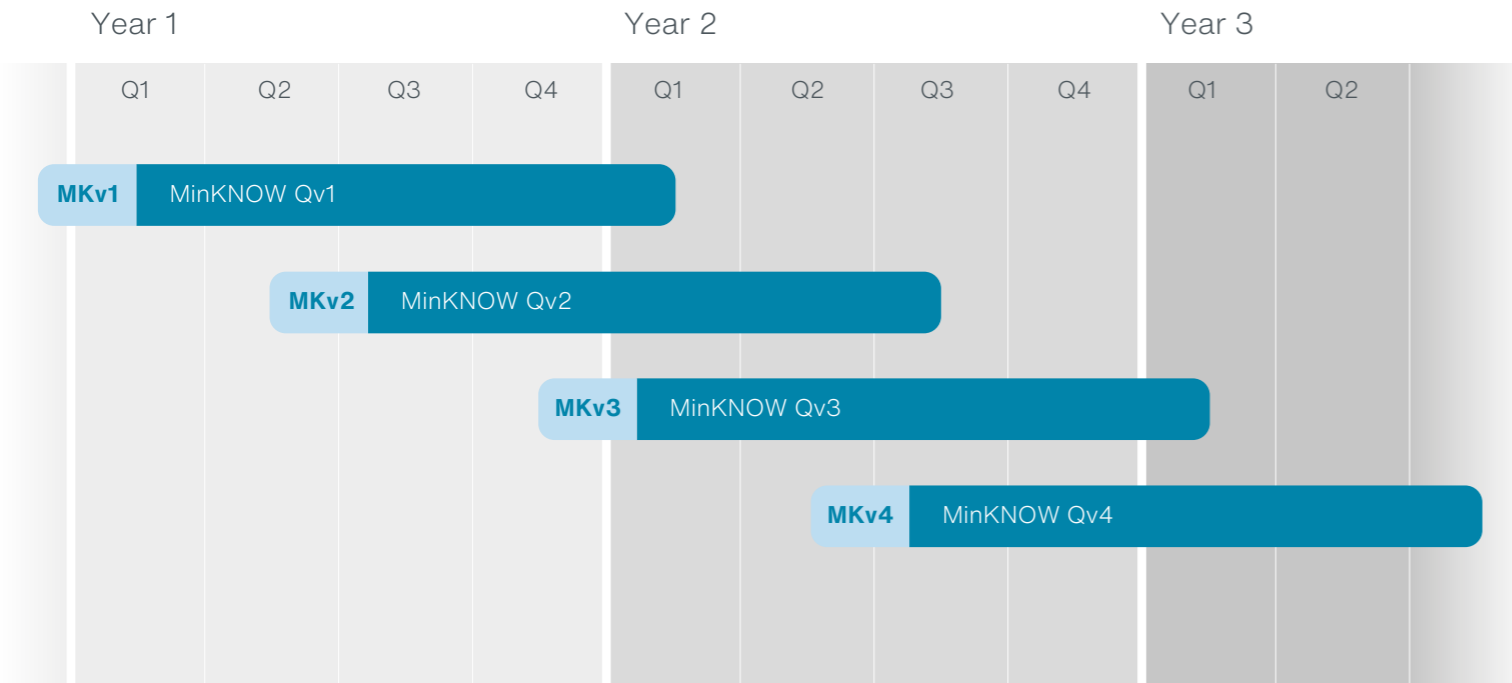 Year 1 Year 2 Year 3
Q1 Q2 Q3 Q4 Q1 Q2 Q3 Q4 Q1 Q2
MKv1 MinKNOW Qv1
MKv2 MinKNOW Qv2
MKv3 MinKNOW Qv3
MKv4 MinKNOW Qv4